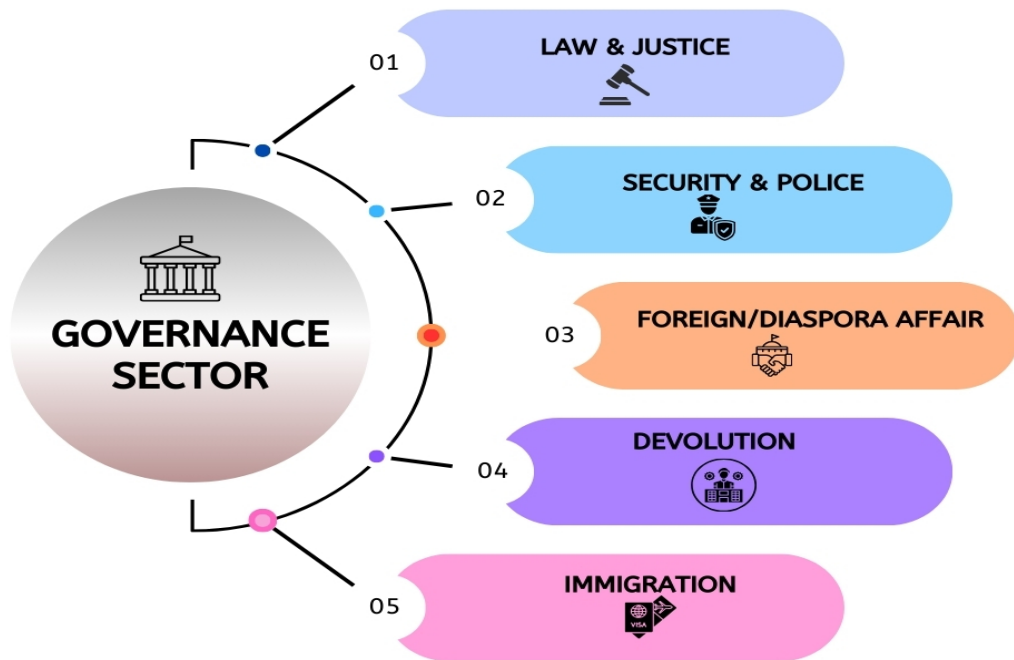 01
LAW & JUSTICE
02
SECURITY & POLICE
GOVERNANCE
SECTOR
03
FOREIGN/DIASPORA AFFAIR
04
DEVOLUTION
05
IMMIGRATION
VISA